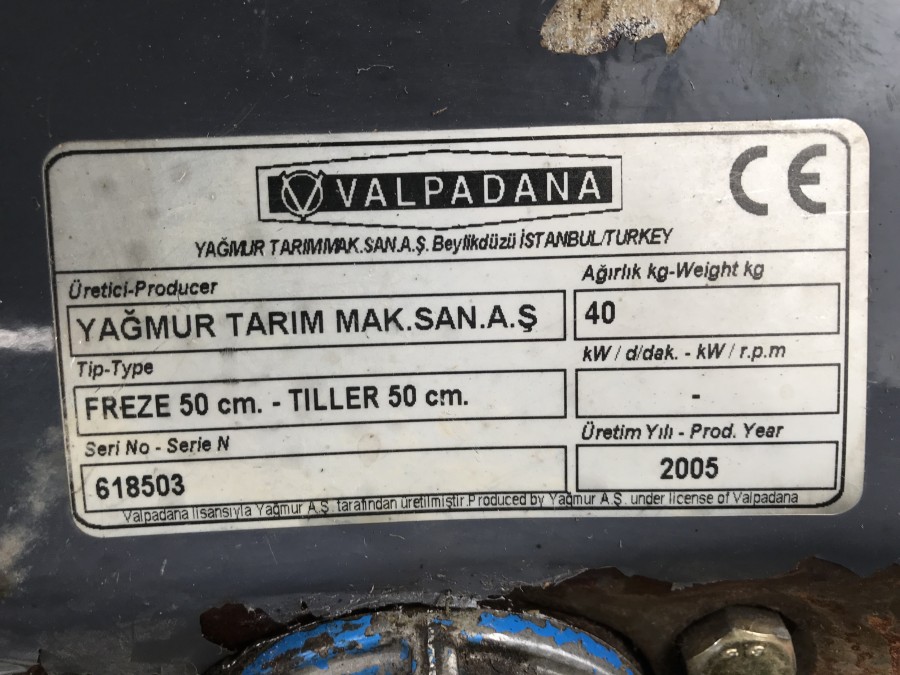 VALPADANA
CE
YAĞMUR TARIM MAK.SAN.A.Ş. Beylikdüzü İSTANBUL/TURKEY
Üretici-Producer
YAĞMUR TARIM MAK.SAN.A.Ş
Ağırlık kg-Weight kg
40
Tip-Type
FREZE 50 cm. - TILLER 50 cm.
kW / d/dak. - kW / r.p.m
-
Seri No - Serie N
618503
Üretim Yılı - Prod. Year
2005
Valpadana lisansıyla Yağmur A.Ş. tarafından üretilmiştir.Produced by Yağmur A.Ş. under license of Valpadana